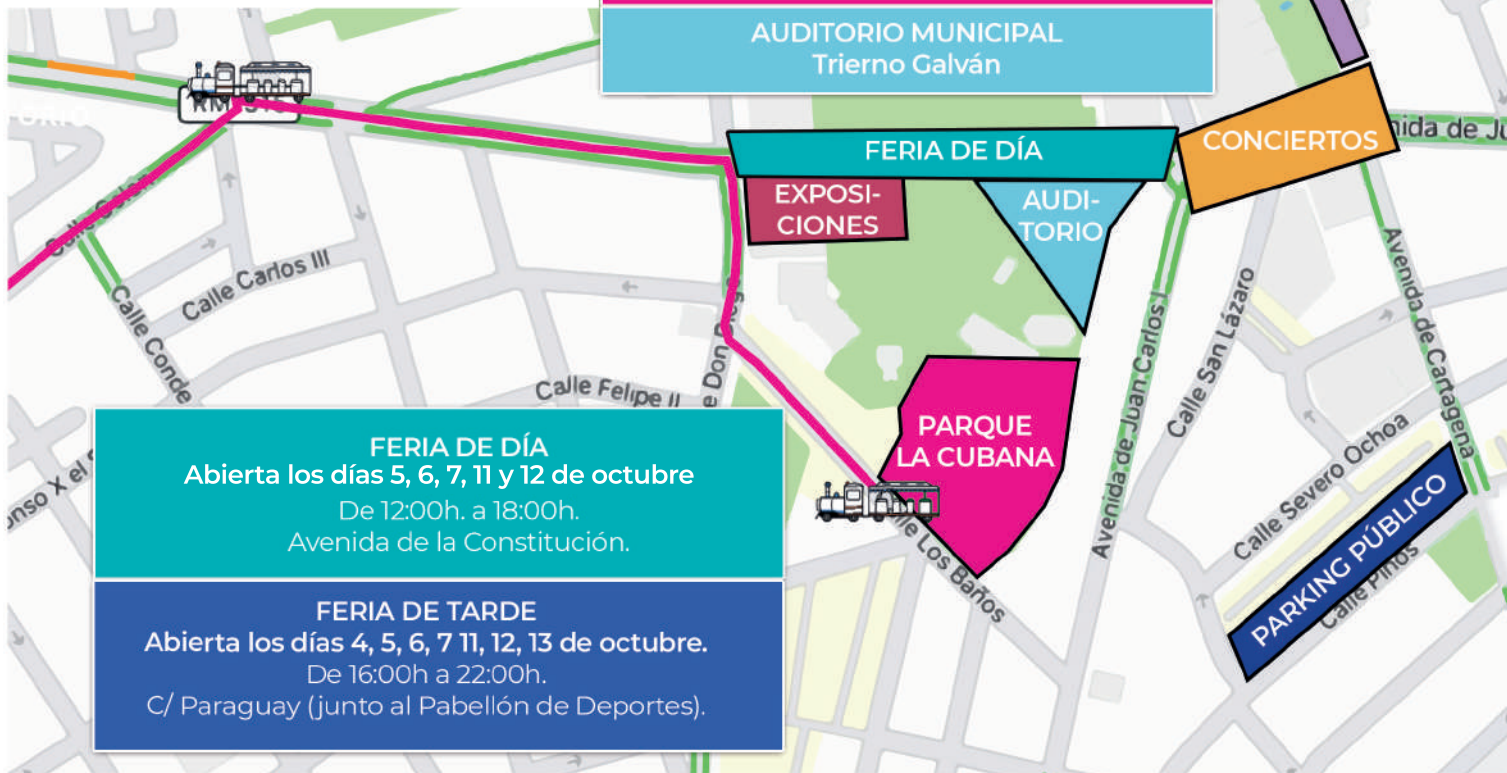 AUDITORIO MUNICIPAL
Trierno Galván
FERIA DE DÍA
CONCIERTOS
EXPOSI-
CIONES
AUDI-
TORIO
PARQUE
LA CUBANA
PARKING PÚBLICO
Calle Carlos III
Calle Conde
Calle Felipe II
Avenida de Juan Carlos I
Calle San Lázaro
Avenida de Cartagena
Calle Severo Ochoa
Calle Pinos
Los Baños
FERIA DE DÍA
Abierta los días 5, 6, 7, 11 y 12 de octubre
De 12:00h. a 18:00h.
Avenida de la Constitución.
FERIA DE TARDE
Abierta los días 4, 5, 6, 7 11, 12, 13 de octubre.
De 16:00h a 22:00h.
C/ Paraguay (junto al Pabellón de Deportes).